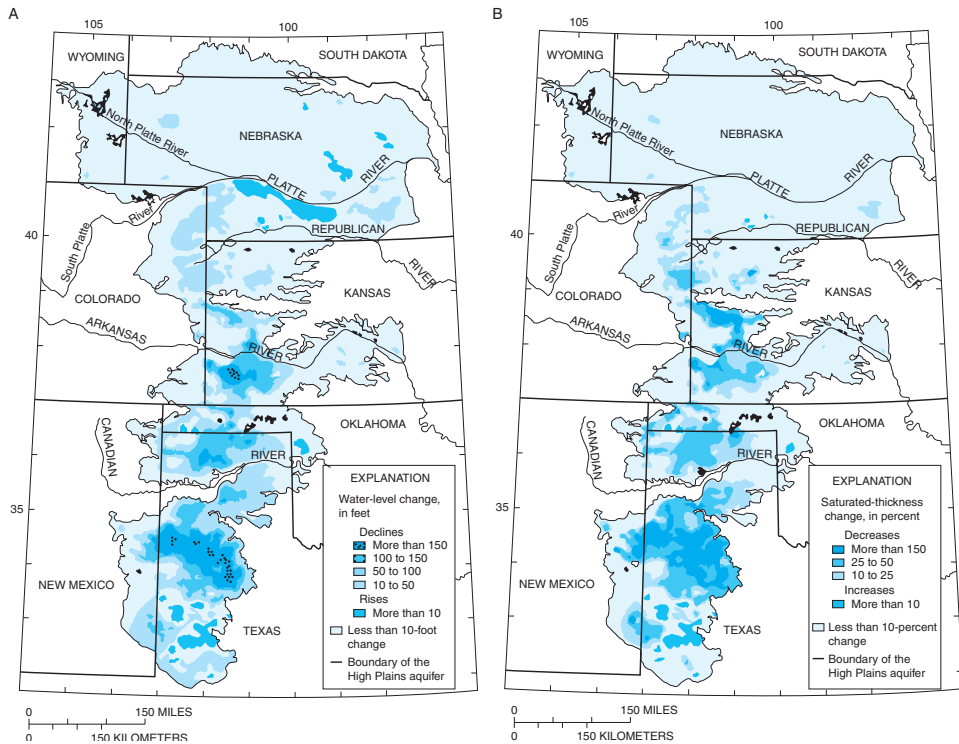 A
105
100
WYOMING
SOUTH DAKOTA
North Platte River
NEBRASKA
PLATTE
RIVER
River
REPUBLICAN
RIVER
40
South Platte
COLORADO
KANSAS
ARKANSAS
RIVER
CANADIAN
OKLAHOMA
RIVER
35
NEW MEXICO
TEXAS
EXPLANATION
Water-level change,
in feet
Declines
More than 150
100 to 150
50 to 100
10 to 50
Rises
More than 10
Less than 10-foot
change
Boundary of the
High Plains aquifer
0 150 MILES
0 150 KILOMETERS
B
105
100
WYOMING
SOUTH DAKOTA
North Platte River
NEBRASKA
PLATTE
RIVER
River
REPUBLICAN
RIVER
40
South Platte
COLORADO
KANSAS
ARKANSAS
RIVER
CANADIAN
OKLAHOMA
RIVER
35
NEW MEXICO
TEXAS
EXPLANATION
Saturated-thickness
change, in percent
Decreases
More than 150
25 to 50
10 to 25
Increases
More than 10
Less than 10-percent
change
Boundary of the
High Plains aquifer
0 150 MILES
0 150 KILOMETERS